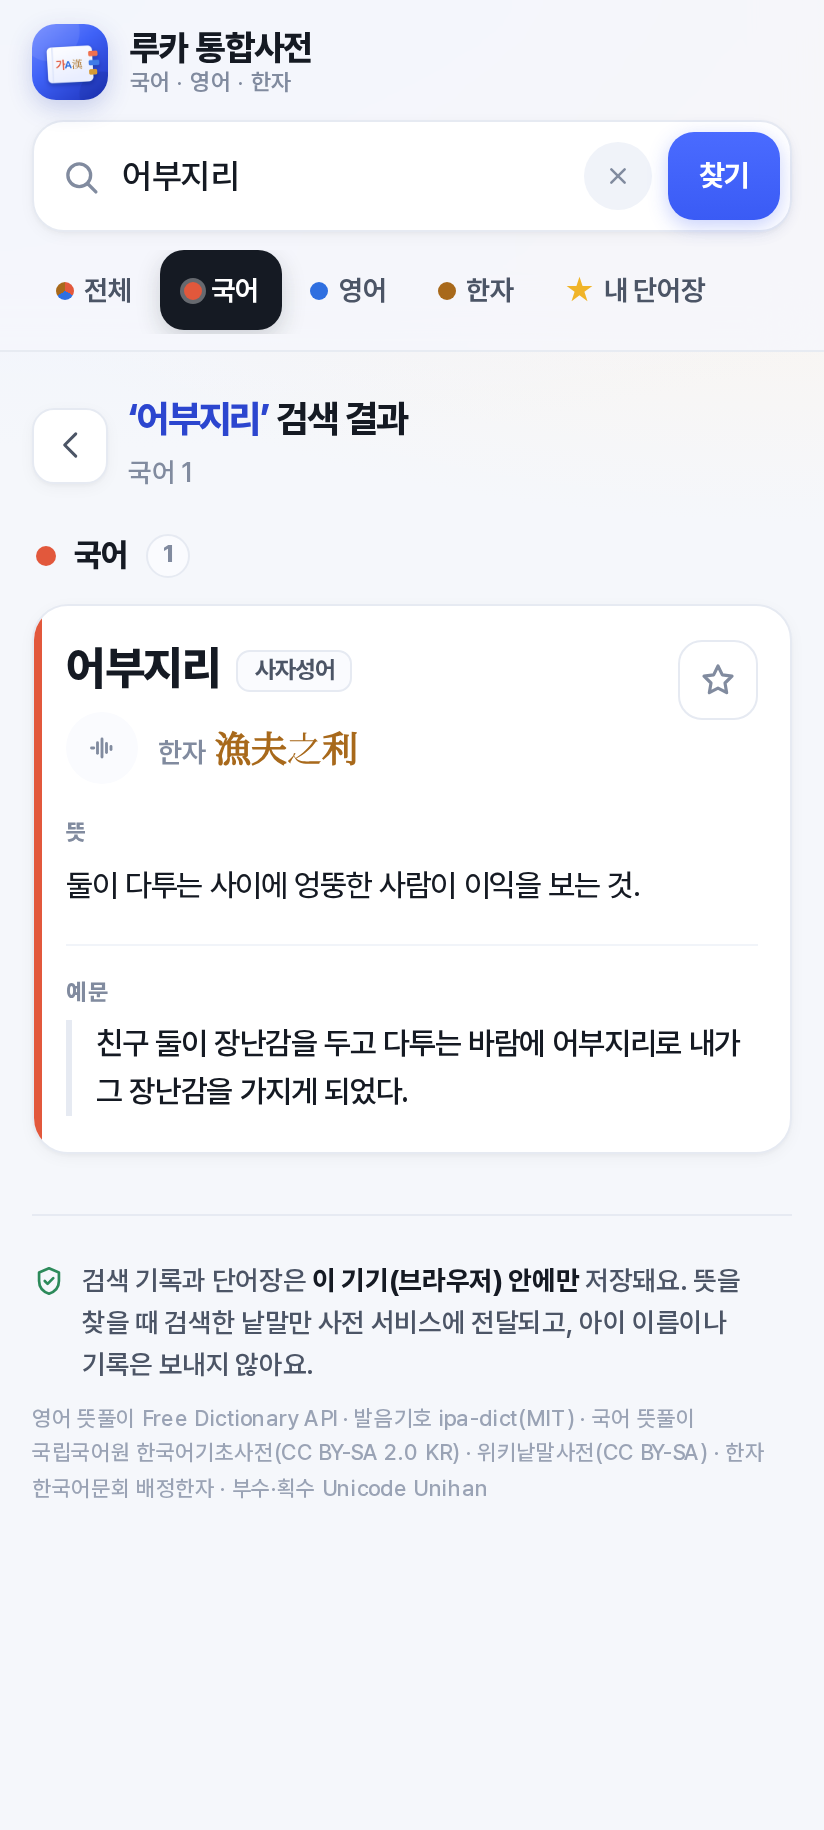 가A漢
루카 통합사전
국어 · 영어 · 한자
어부지리
찾기
전체 국어 영어 한자 내 단어장
‘어부지리’ 검색 결과
국어 1
국어 1
어부지리 사자성어
한자 漁夫之利
뜻
둘이 다투는 사이에 엉뚱한 사람이 이익을 보는 것.
예문
친구 둘이 장난감을 두고 다투는 바람에 어부지리로 내가
그 장난감을 가지게 되었다.
검색 기록과 단어장은 이 기기(브라우저) 안에만 저장돼요. 뜻을
찾을 때 검색한 낱말만 사전 서비스에 전달되고, 아이 이름이나
기록은 보내지 않아요.
영어 뜻풀이 Free Dictionary API · 발음기호 ipa-dict(MIT) · 국어 뜻풀이
국립국어원 한국어기초사전(CC BY-SA 2.0 KR) · 위키낱말사전(CC BY-SA) · 한자
한국어문회 배정한자 · 부수·획수 Unicode Unihan